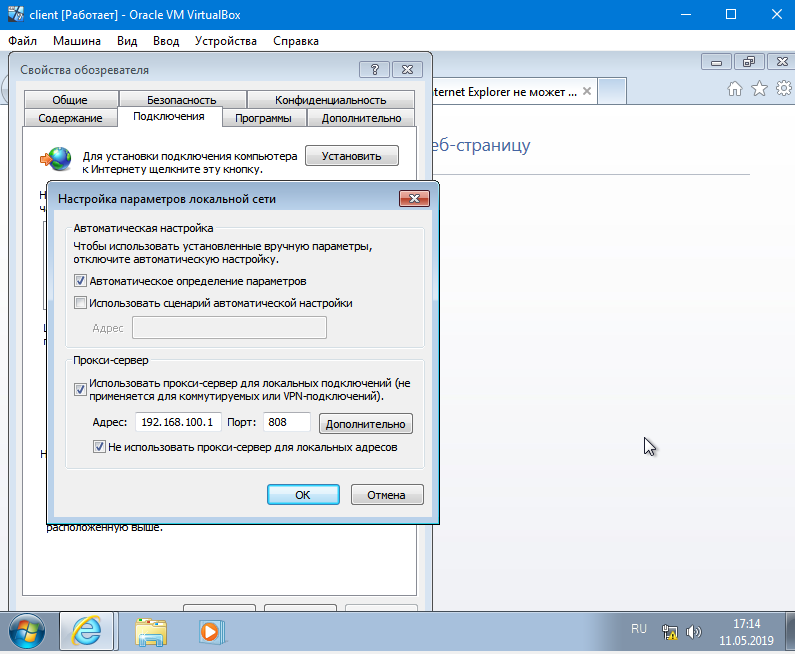 client [Работает] - Oracle VM VirtualBox
Файл Машина Вид Ввод Устройства Справка
Свойства обозревателя
ternet Explorer не может ...
Общие Безопасность Конфиденциальность
Содержание Подключения Программы Дополнительно
еб-страницу
Для установки подключения компьютера
к Интернету щелкните эту кнопку.
Установить
Настройка параметров локальной сети
Автоматическая настройка
Чтобы использовать установленные вручную параметры,
отключите автоматическую настройку.
Автоматическое определение параметров
Использовать сценарий автоматической настройки
Адрес
Прокси-сервер
Использовать прокси-сервер для локальных подключений (не
применяется для коммутируемых или VPN-подключений).
Адрес: 192.168.100.1 Порт: 808 Дополнительно
Не использовать прокси-сервер для локальных адресов
OK Отмена
расположенную выше.
RU
17:14
11.05.2019